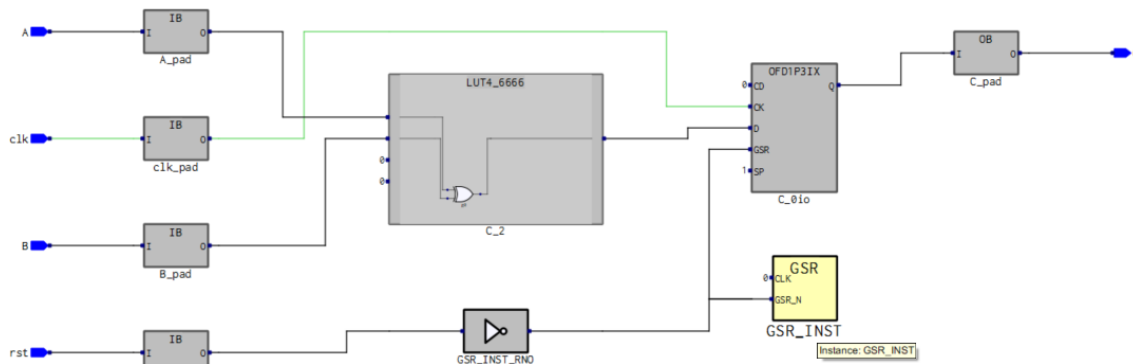 A
I
IB
O
A_pad
clk
I
IB
O
clk_pad
B
I
IB
O
B_pad
rst
I
IB
O
LUT4_6666
0
0
C_2
GSR_INST_RNO
OFD1P3IX
0
CD
CK
D
GSR
1
SP
Q
C_0io
GSR
0
CLK
GSR_N
GSR_INST
Instance: GSR_INST
OB
I
O
C_pad